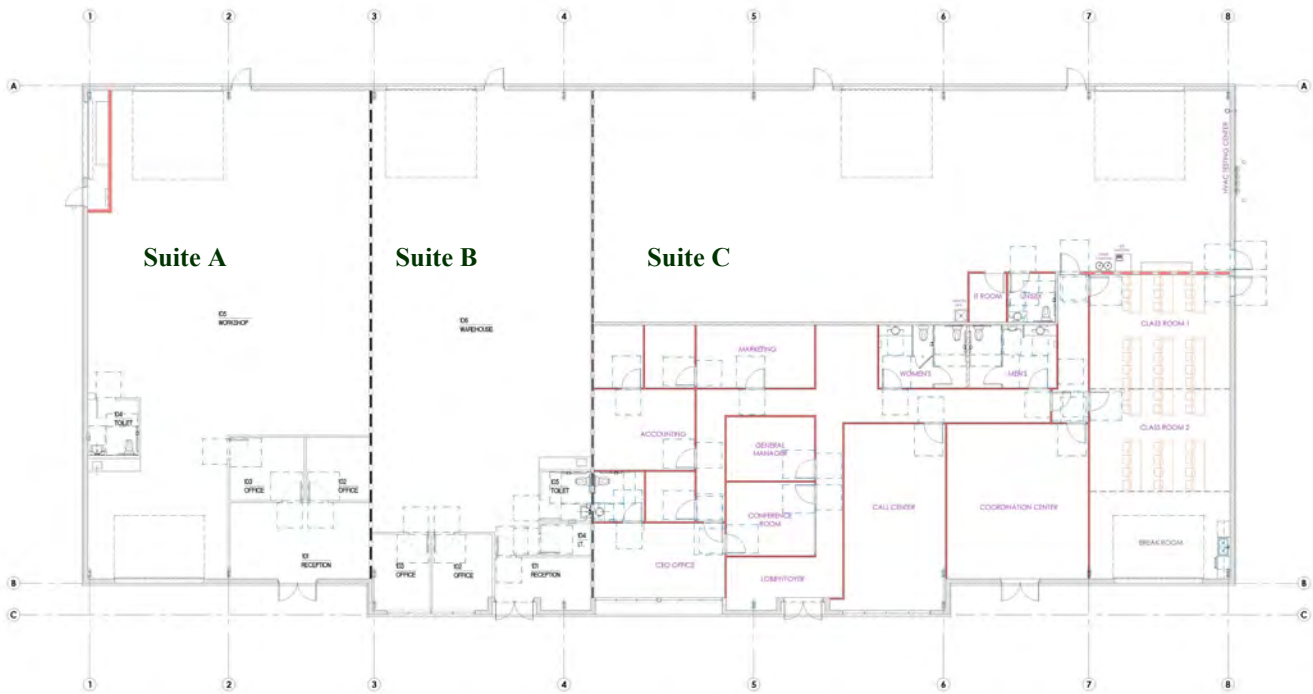 1 2 3 4 5 6 7 8
A A
HVAC TESTING CENTER
Suite A Suite B Suite C
IT ROOM UNISEX
105
WORKSHOP
106
WAREHOUSE
CLASS ROOM 1
MARKETING
WOMEN'S MEN'S
104
TOILET
ACCOUNTING
GENERAL
MANAGER
CLASS ROOM 2
103
OFFICE
102
OFFICE
105
TOILET
CALL CENTER
COORDINATION CENTER
CONFERENCE
ROOM
104
I.T.
BREAK ROOM
101
RECEPTION
103
OFFICE
102
OFFICE
101
RECEPTION
CEO OFFICE
LOBBY/FOYER
B B
C C
1 2 3 4 5 6 7 8